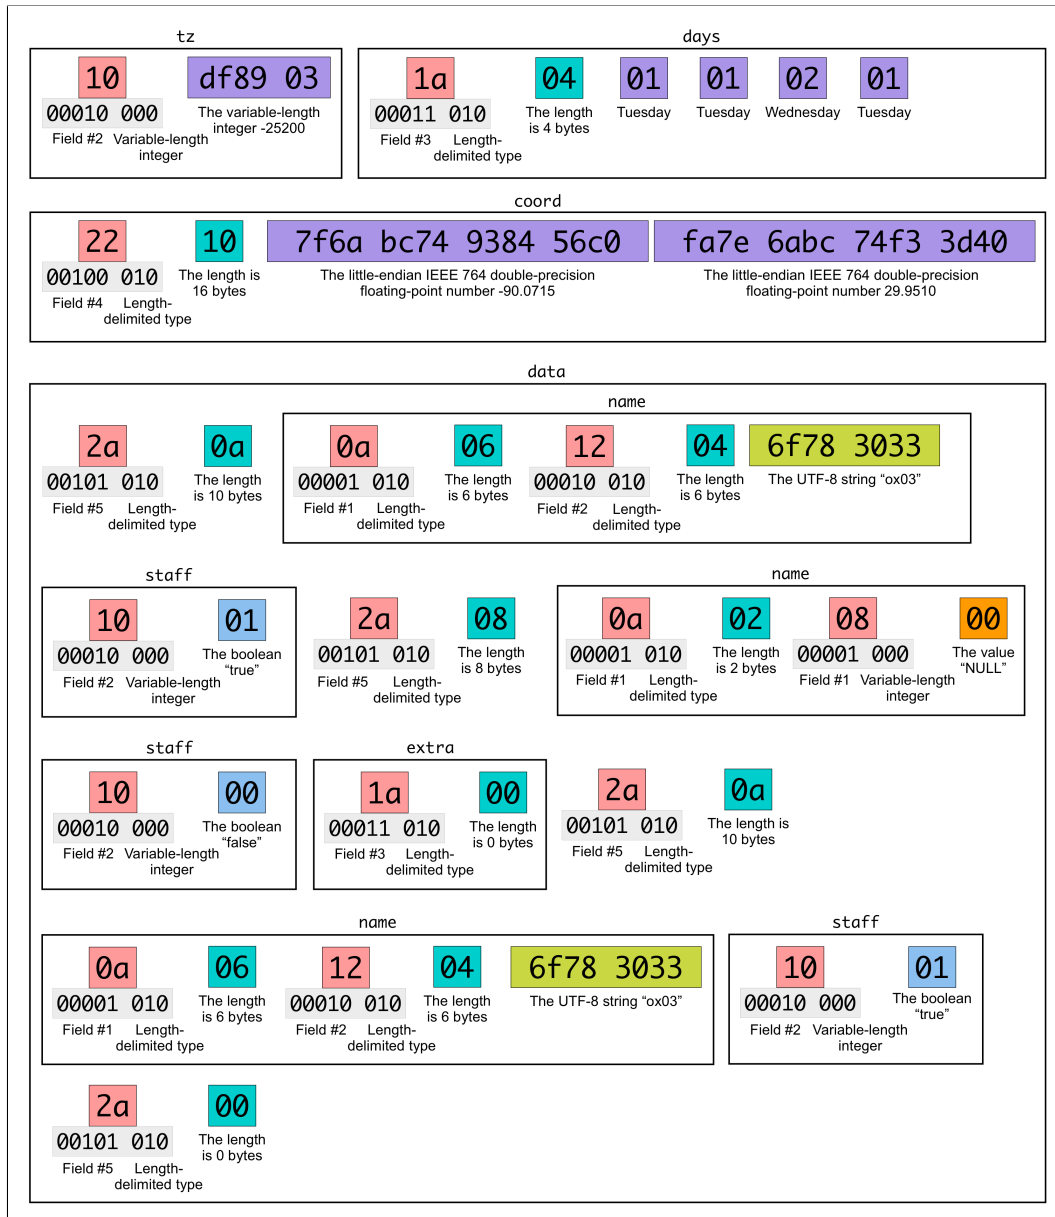 tz
10
df89 03
00010 000
Field #2
Variable-length
integer
The variable-length
integer -25200
days
1a
04
01
01
02
01
00011 010
Field #3
Length-
delimited type
The length
is 4 bytes
Tuesday
Tuesday
Wednesday
Tuesday
coord
22
10
7f6a bc74 9384 56c0
fa7e 6abc 74f3 3d40
00100 010
Field #4
Length-
delimited type
The length is
16 bytes
The little-endian IEEE 764 double-precision
floating-point number -90.0715
The little-endian IEEE 764 double-precision
floating-point number 29.9510
data
2a
0a
00101 010
Field #5
Length-
delimited type
The length
is 10 bytes
name
0a
06
12
04
6f78 3033
00001 010
Field #1
Length-
delimited type
The length
is 6 bytes
00010 010
Field #2
Length-
delimited type
The length
is 6 bytes
The UTF-8 string “ox03”
staff
10
01
00010 000
Field #2
Variable-length
integer
The boolean
“true”
2a
08
00101 010
Field #5
Length-
delimited type
The length
is 8 bytes
name
0a
02
08
00
00001 010
Field #1
Length-
delimited type
The length
is 2 bytes
00001 000
Field #1
Variable-length
integer
The value
“NULL”
staff
10
00
00010 000
Field #2
Variable-length
integer
The boolean
“false”
extra
1a
00
00011 010
Field #3
Length-
delimited type
The length
is 0 bytes
2a
0a
00101 010
Field #5
Length-
delimited type
The length is
10 bytes
name
0a
06
12
04
6f78 3033
00001 010
Field #1
Length-
delimited type
The length
is 6 bytes
00010 010
Field #2
Length-
delimited type
The length
is 6 bytes
The UTF-8 string “ox03”
staff
10
01
00010 000
Field #2
Variable-length
integer
The boolean
“true”
2a
00
00101 010
Field #5
Length-
delimited type
The length
is 0 bytes